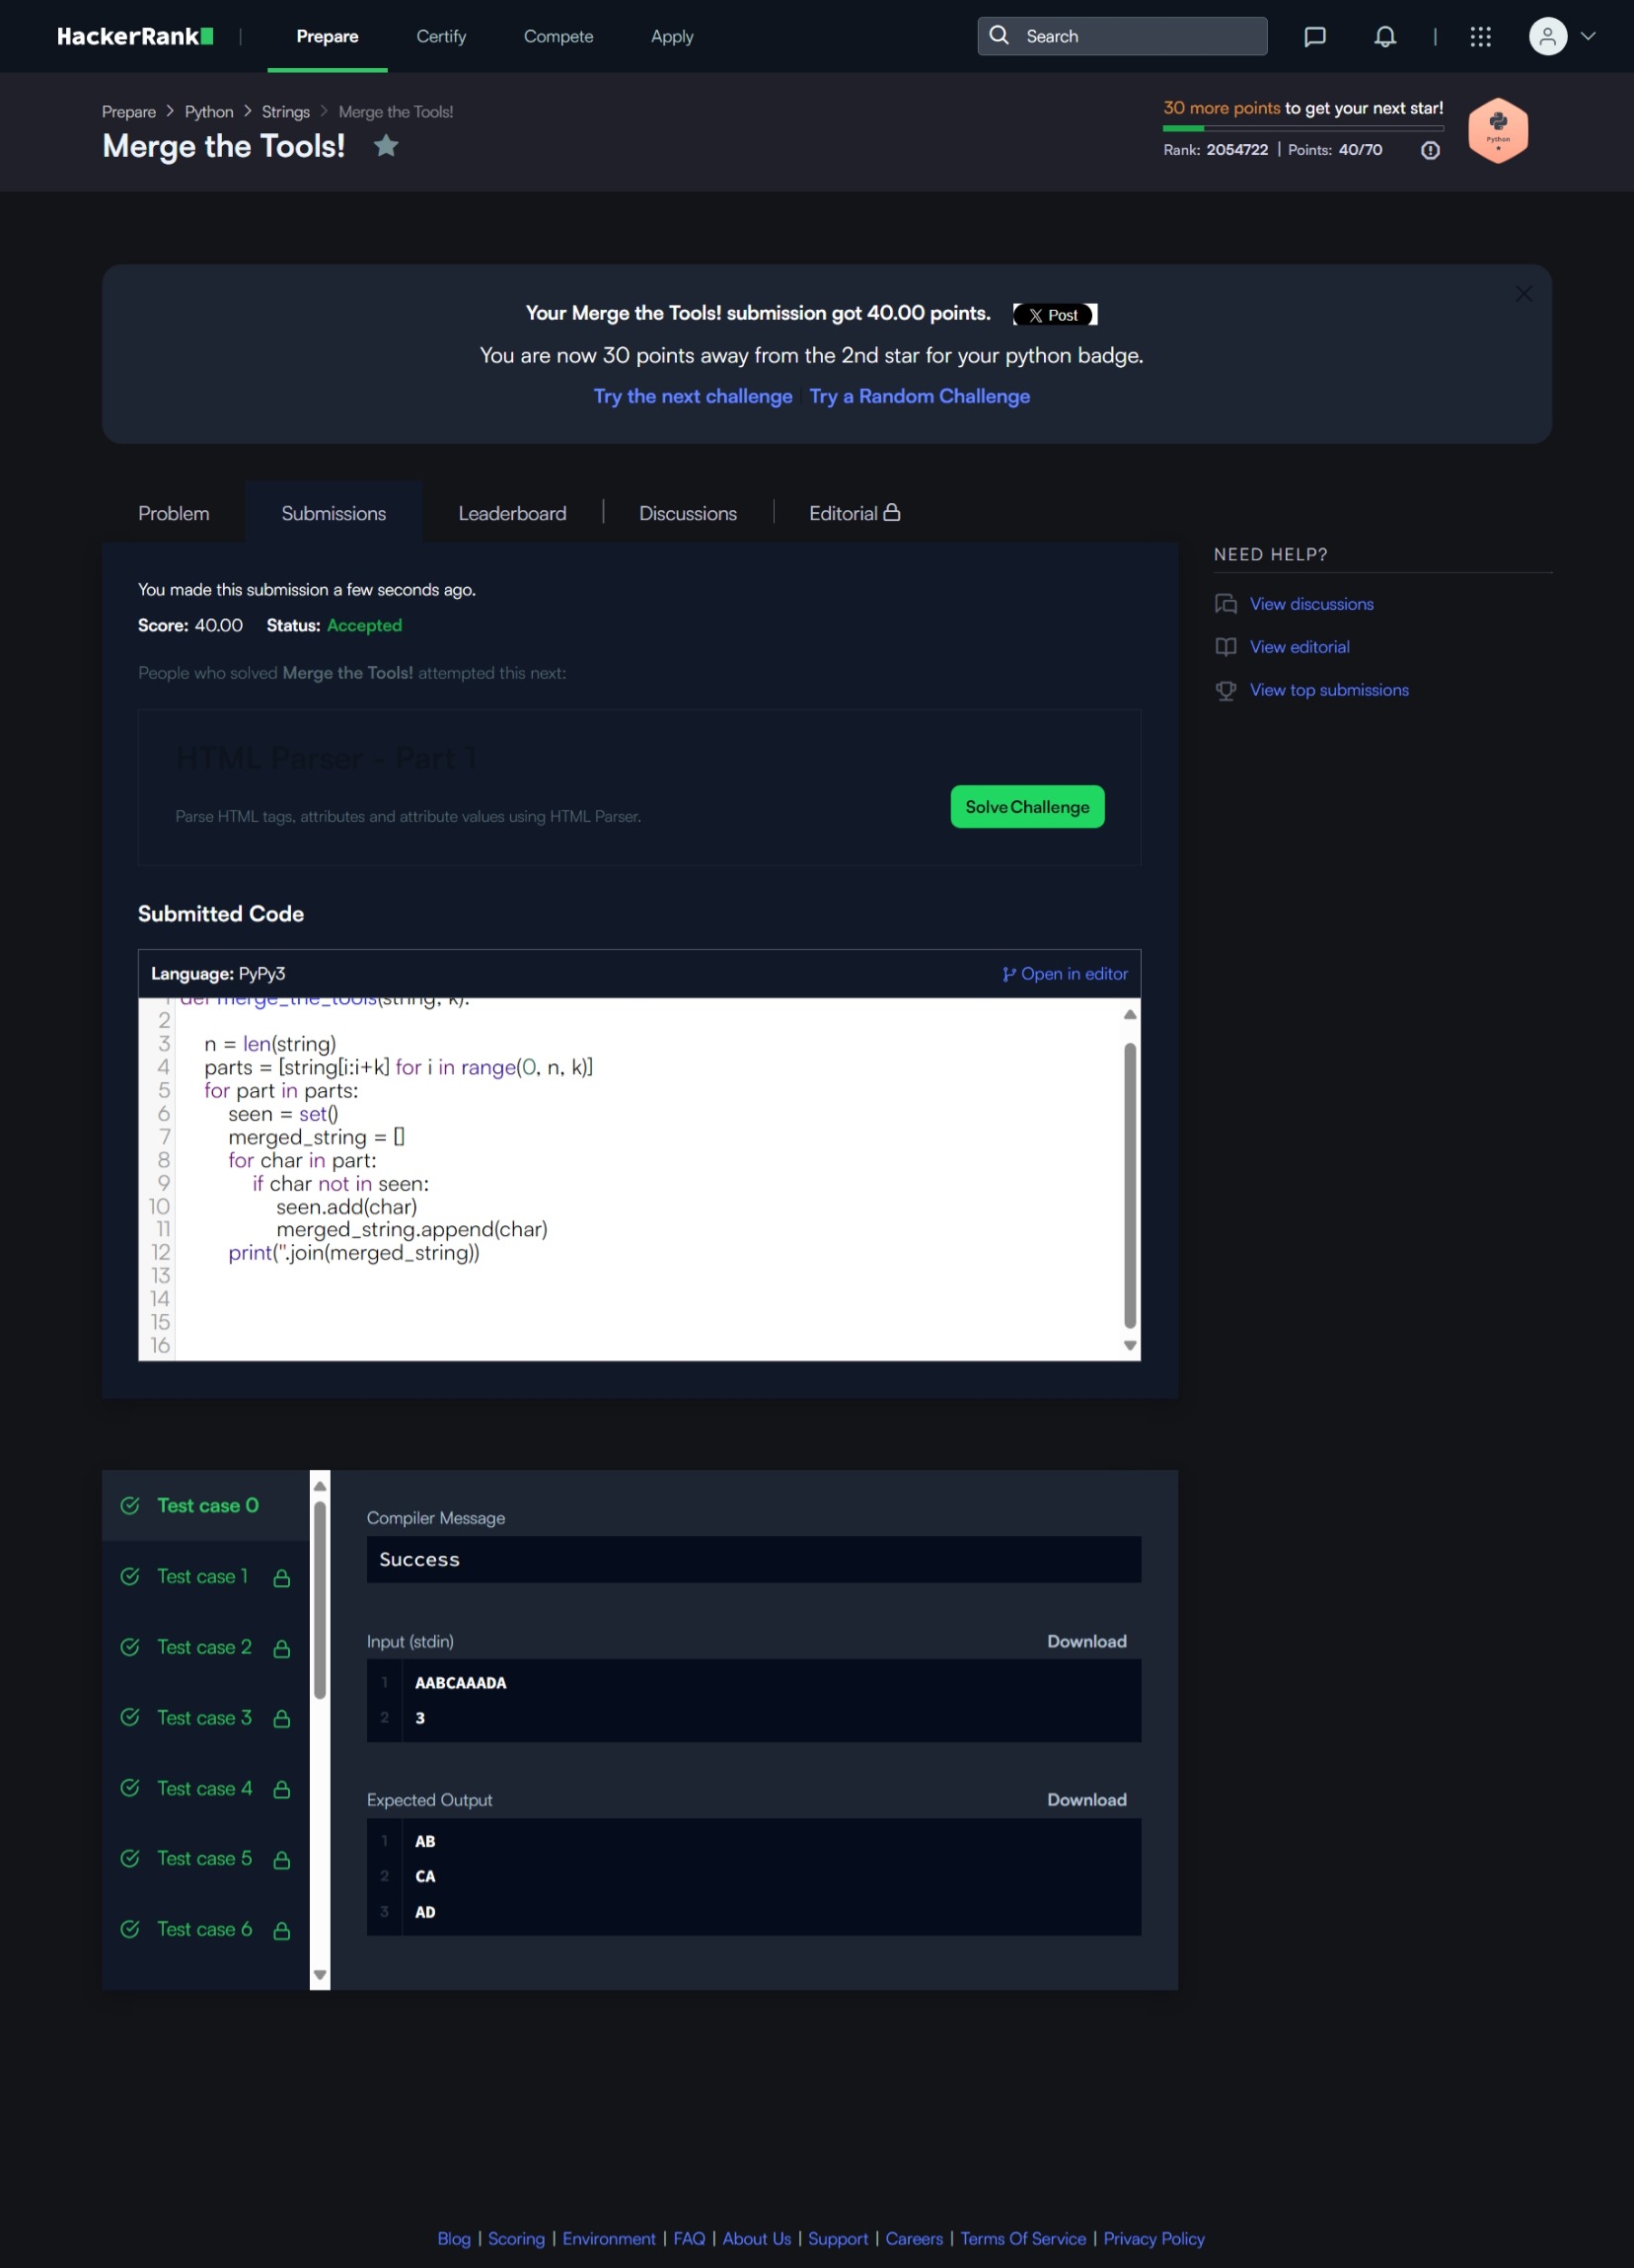 HackerRank | Prepare Certify Compete Apply Search |
Prepare > Python > Strings > Merge the Tools!
Merge the Tools!
30 more points to get your next star!
Rank: 2054722 | Points: 40/70
Python
Your Merge the Tools! submission got 40.00 points. X Post
You are now 30 points away from the 2nd star for your python badge.
Try the next challenge | Try a Random Challenge
Problem Submissions Leaderboard | Discussions | Editorial
You made this submission a few seconds ago.
Score: 40.00 Status: Accepted
People who solved Merge the Tools! attempted this next:
HTML Parser - Part 1
Parse HTML tags, attributes and attribute values using HTML Parser.
Solve Challenge
Submitted Code
Language: PyPy3 Open in editor
1 def merge_the_tools(string, k):
2
3 n = len(string)
4 parts = [string[i:i+k] for i in range(0, n, k)]
5 for part in parts:
6 seen = set()
7 merged_string = []
8 for char in part:
9 if char not in seen:
10 seen.add(char)
11 merged_string.append(char)
12 print(''.join(merged_string))
13
14
15
16
NEED HELP?
View discussions
View editorial
View top submissions
Test case 0
Test case 1
Test case 2
Test case 3
Test case 4
Test case 5
Test case 6
Compiler Message
Success
Input (stdin) Download
1 AABCAAADA
2 3
Expected Output Download
1 AB
2 CA
3 AD
Blog | Scoring | Environment | FAQ | About Us | Support | Careers | Terms Of Service | Privacy Policy